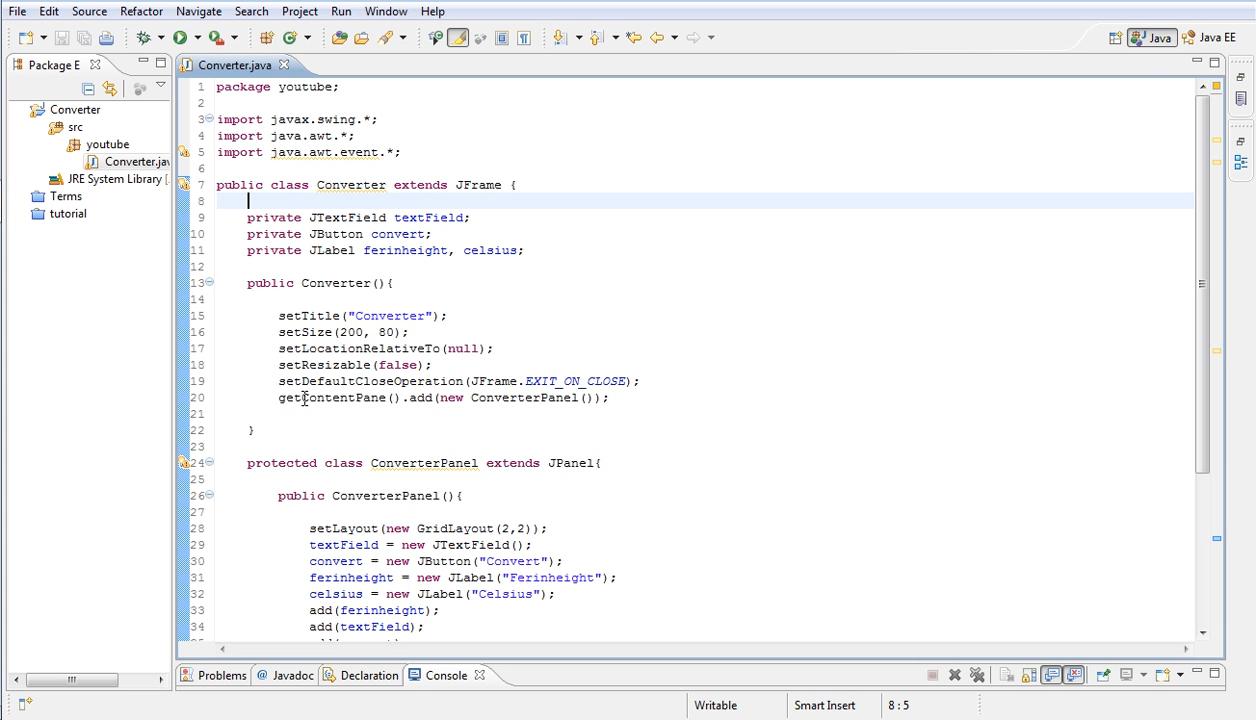 File Edit Source Refactor Navigate Search Project Run Window Help
Java Java EE
Package E
Converter.java
Converter
src
youtube
Converter.jav
JRE System Library [
Terms
tutorial
1 package youtube;
2
3 import javax.swing.*;
4 import java.awt.*;
5 import java.awt.event.*;
6
7 public class Converter extends JFrame {
8
9 private JTextField textField;
10 private JButton convert;
11 private JLabel ferinheight, celsius;
12
13 public Converter(){
14
15 setTitle("Converter");
16 setSize(200, 80);
17 setLocationRelativeTo(null);
18 setResizable(false);
19 setDefaultCloseOperation(JFrame.EXIT_ON_CLOSE);
20 getContentPane().add(new ConverterPanel());
21
22 }
23
24 protected class ConverterPanel extends JPanel{
25
26 public ConverterPanel(){
27
28 setLayout(new GridLayout(2,2));
29 textField = new JTextField();
30 convert = new JButton("Convert");
31 ferinheight = new JLabel("Ferinheight");
32 celsius = new JLabel("Celsius");
33 add(ferinheight);
34 add(textField);
Problems @ Javadoc Declaration Console
Writable Smart Insert 8 : 5